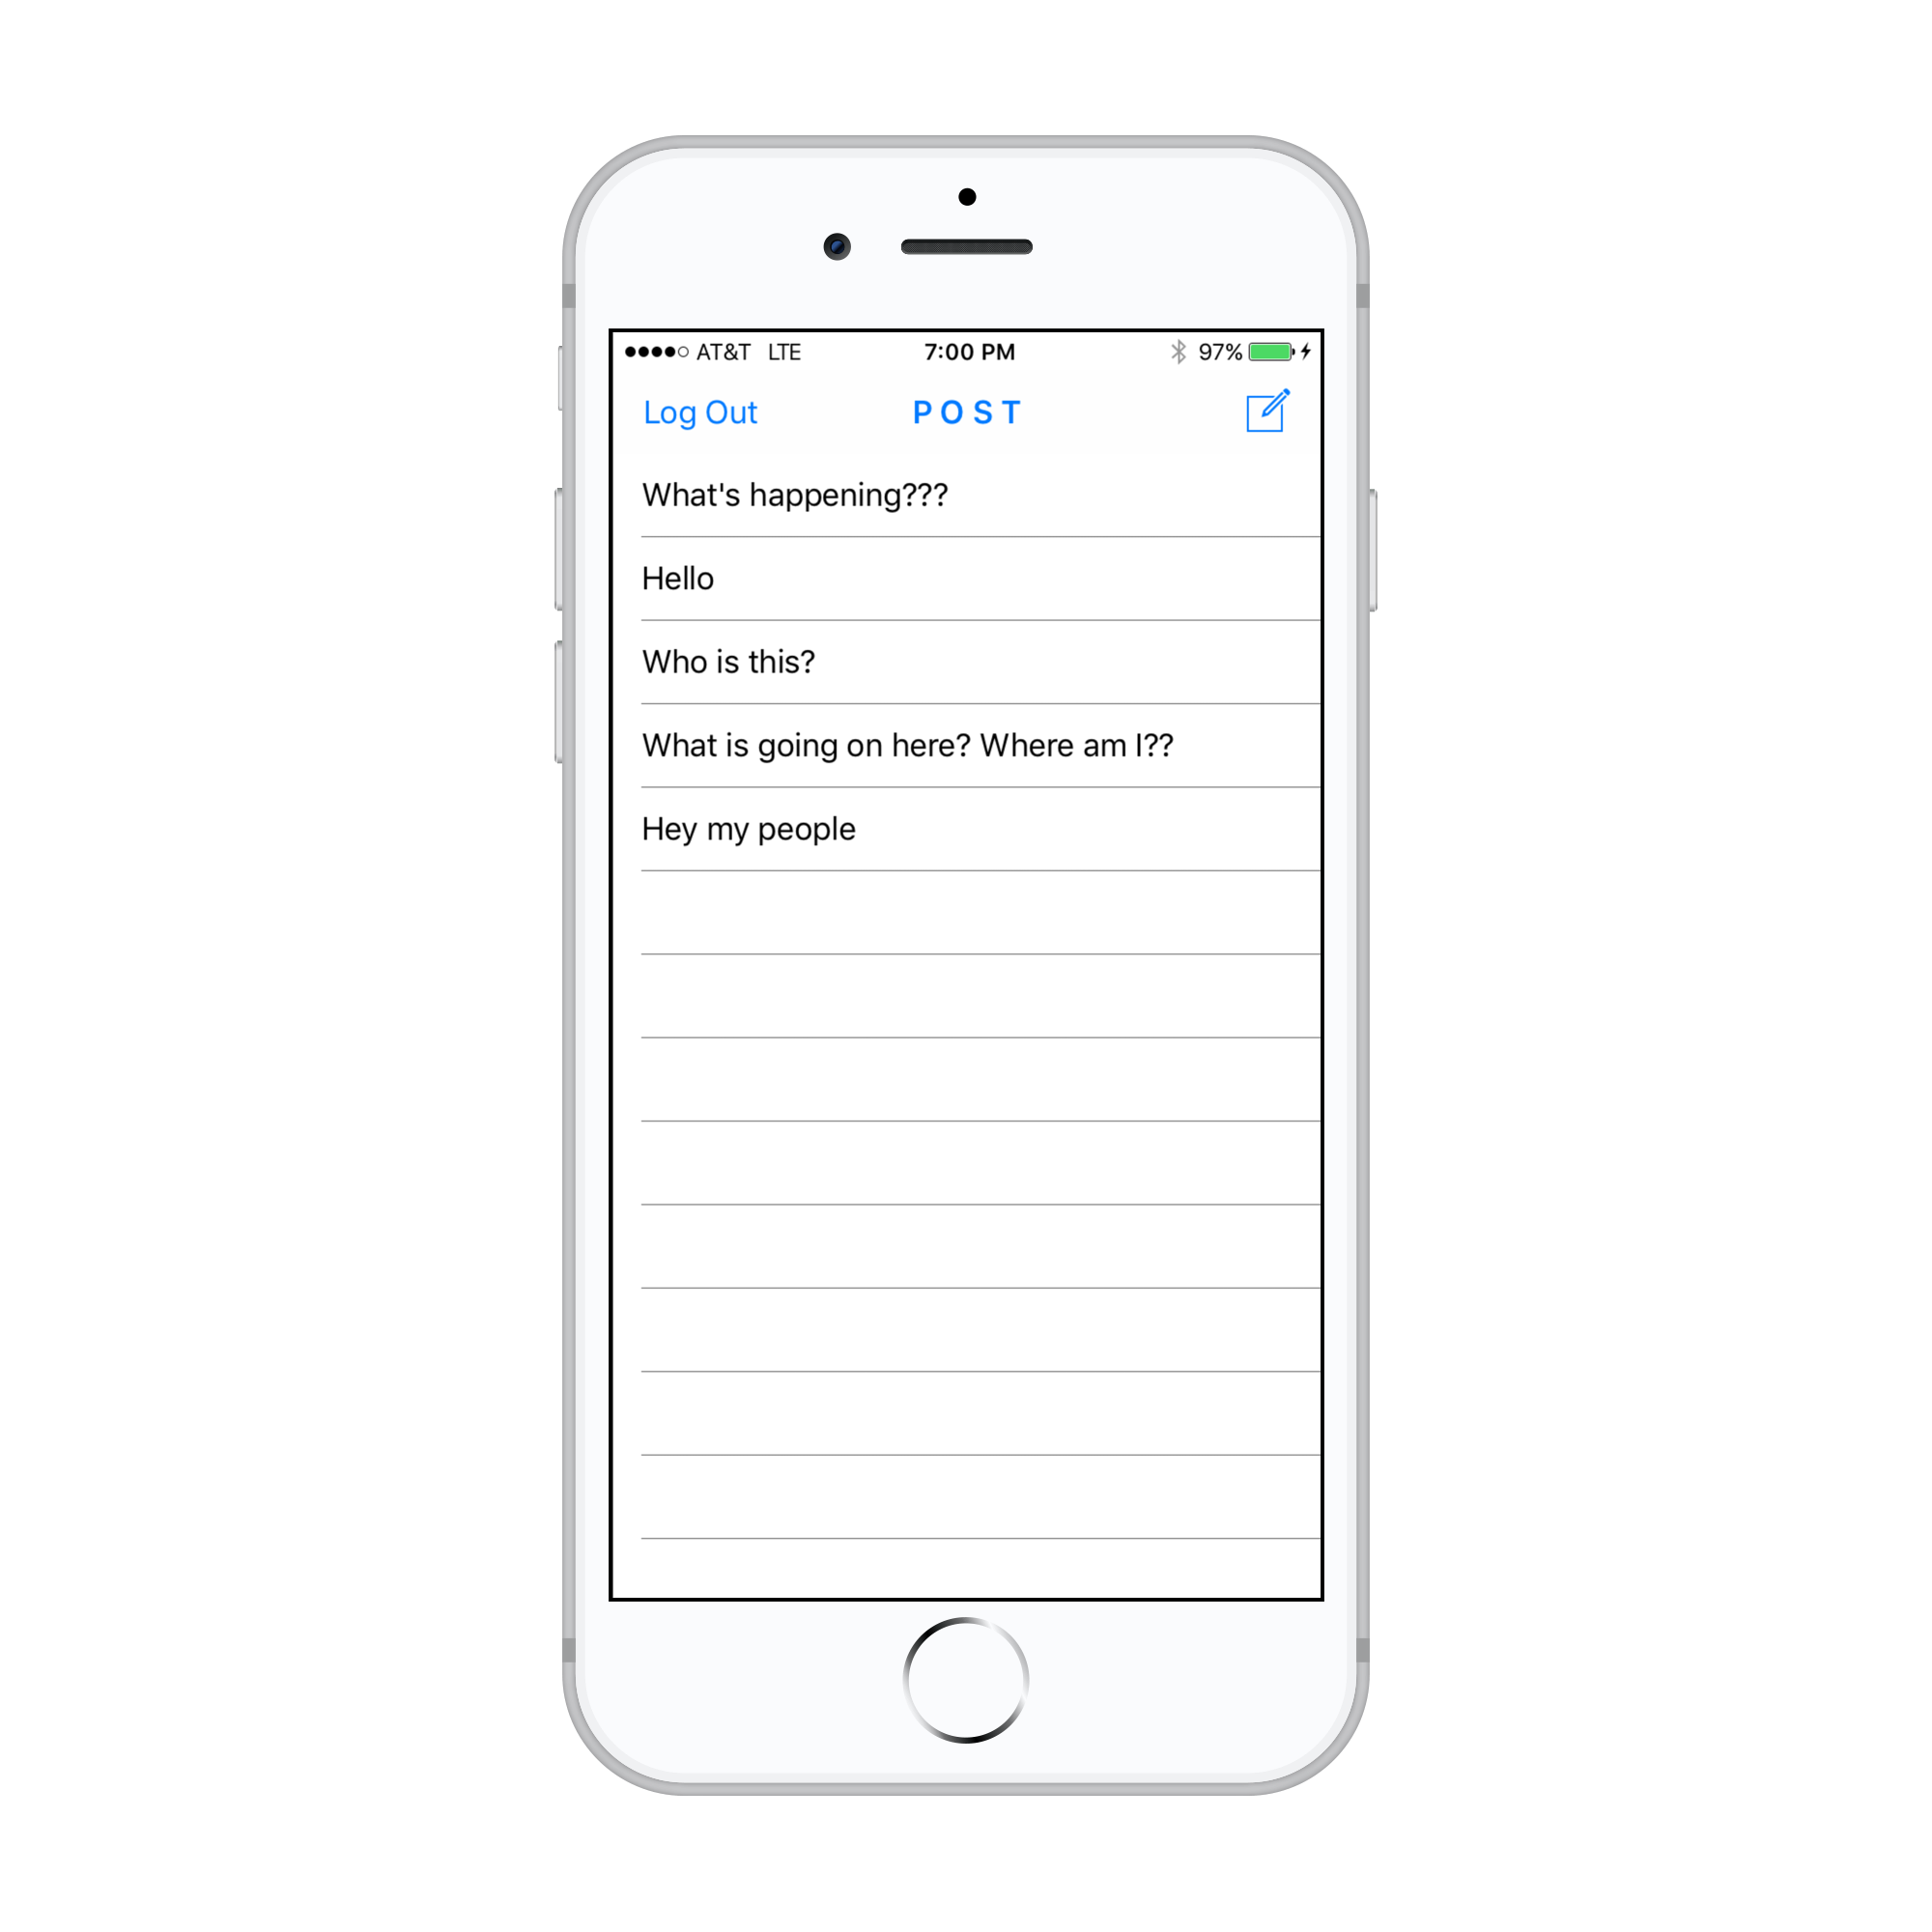 AT&T LTE 7:00 PM 97%
Log Out POST
What's happening???
Hello
Who is this?
What is going on here? Where am I??
Hey my people